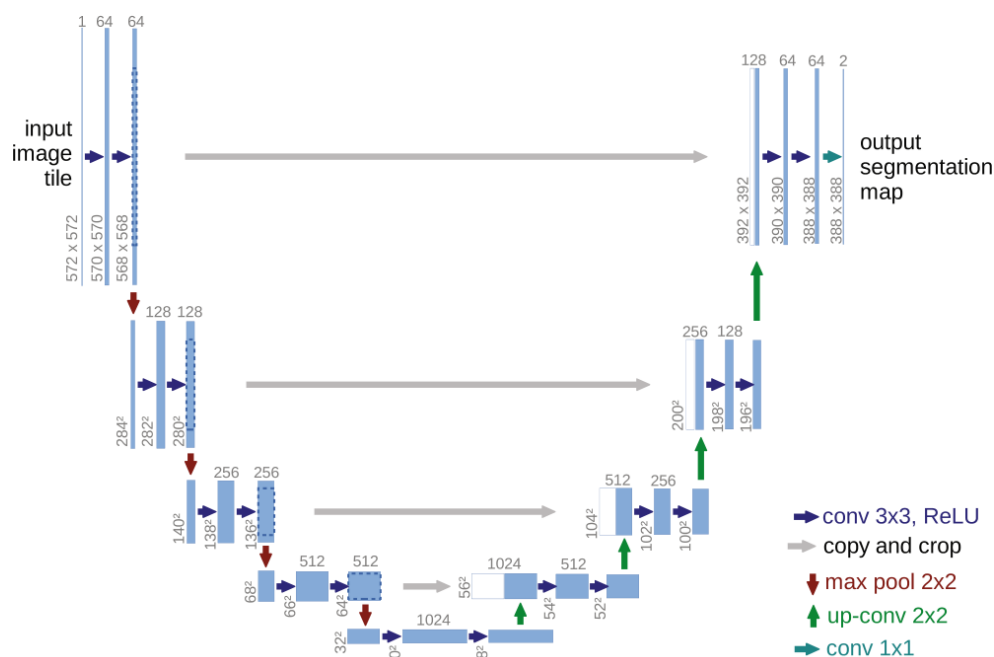 1 64 64
input
image
tile
572 x 572
570 x 570
568 x 568
128 64 64 2
output
segmentation
map
392 x 392
390 x 390
388 x 388
388 x 388
128 128
284²
282²
280²
256 128
200²
198²
196²
256 256
140²
138²
136²
512 256
104²
102²
100²
512 512
68²
66²
64²
1024 512
56²
54²
52²
1024
32²
conv 3x3, ReLU
copy and crop
max pool 2x2
up-conv 2x2
conv 1x1